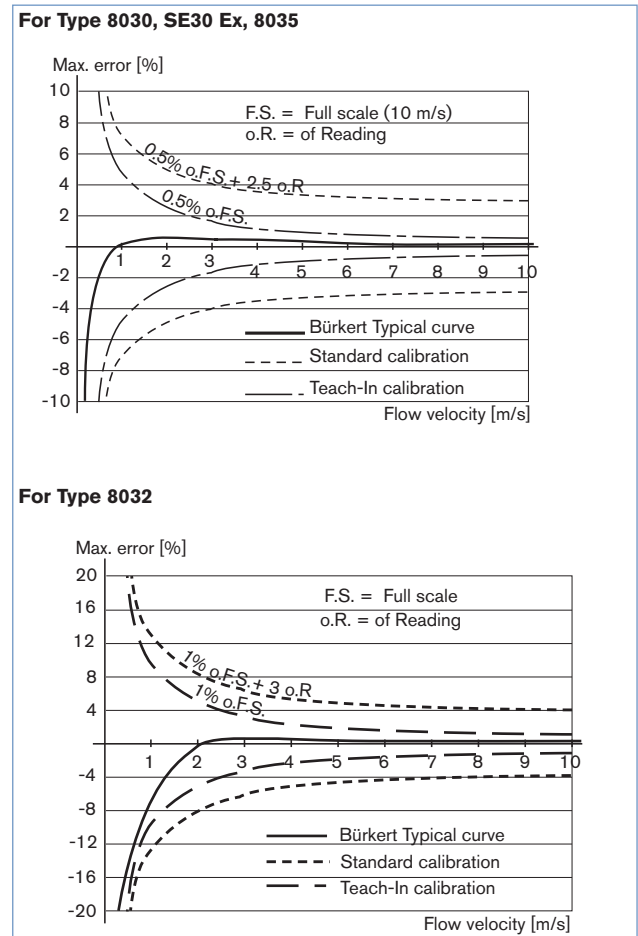 For Type 8030, SE30 Ex, 8035
Max. error [%]
10
8
6
4
2
-2
-4
-6
-8
-10
F.S. = Full scale (10 m/s)
o.R. = of Reading
0.5% o.F.S.+ 2.5 o.R
0.5% o.F.S.
1 2 3 4 5 6 7 8 9 10
Bürkert Typical curve
Standard calibration
Teach-In calibration
Flow velocity [m/s]
For Type 8032
Max. error [%]
20
16
12
8
4
-4
-8
-12
-16
-20
F.S. = Full scale
o.R. = of Reading
1% o.F.S.+ 3 o.R
1% o.F.S.
1 2 3 4 5 6 7 8 9 10
Bürkert Typical curve
Standard calibration
Teach-In calibration
Flow velocity [m/s]